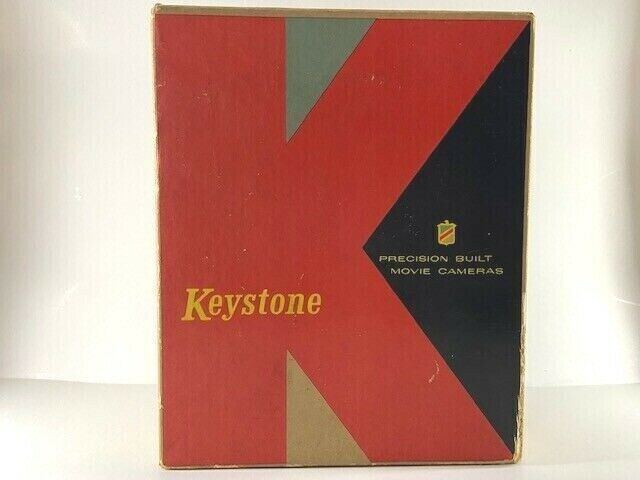 PRECISION BUILT
MOVIE CAMERAS
Keystone